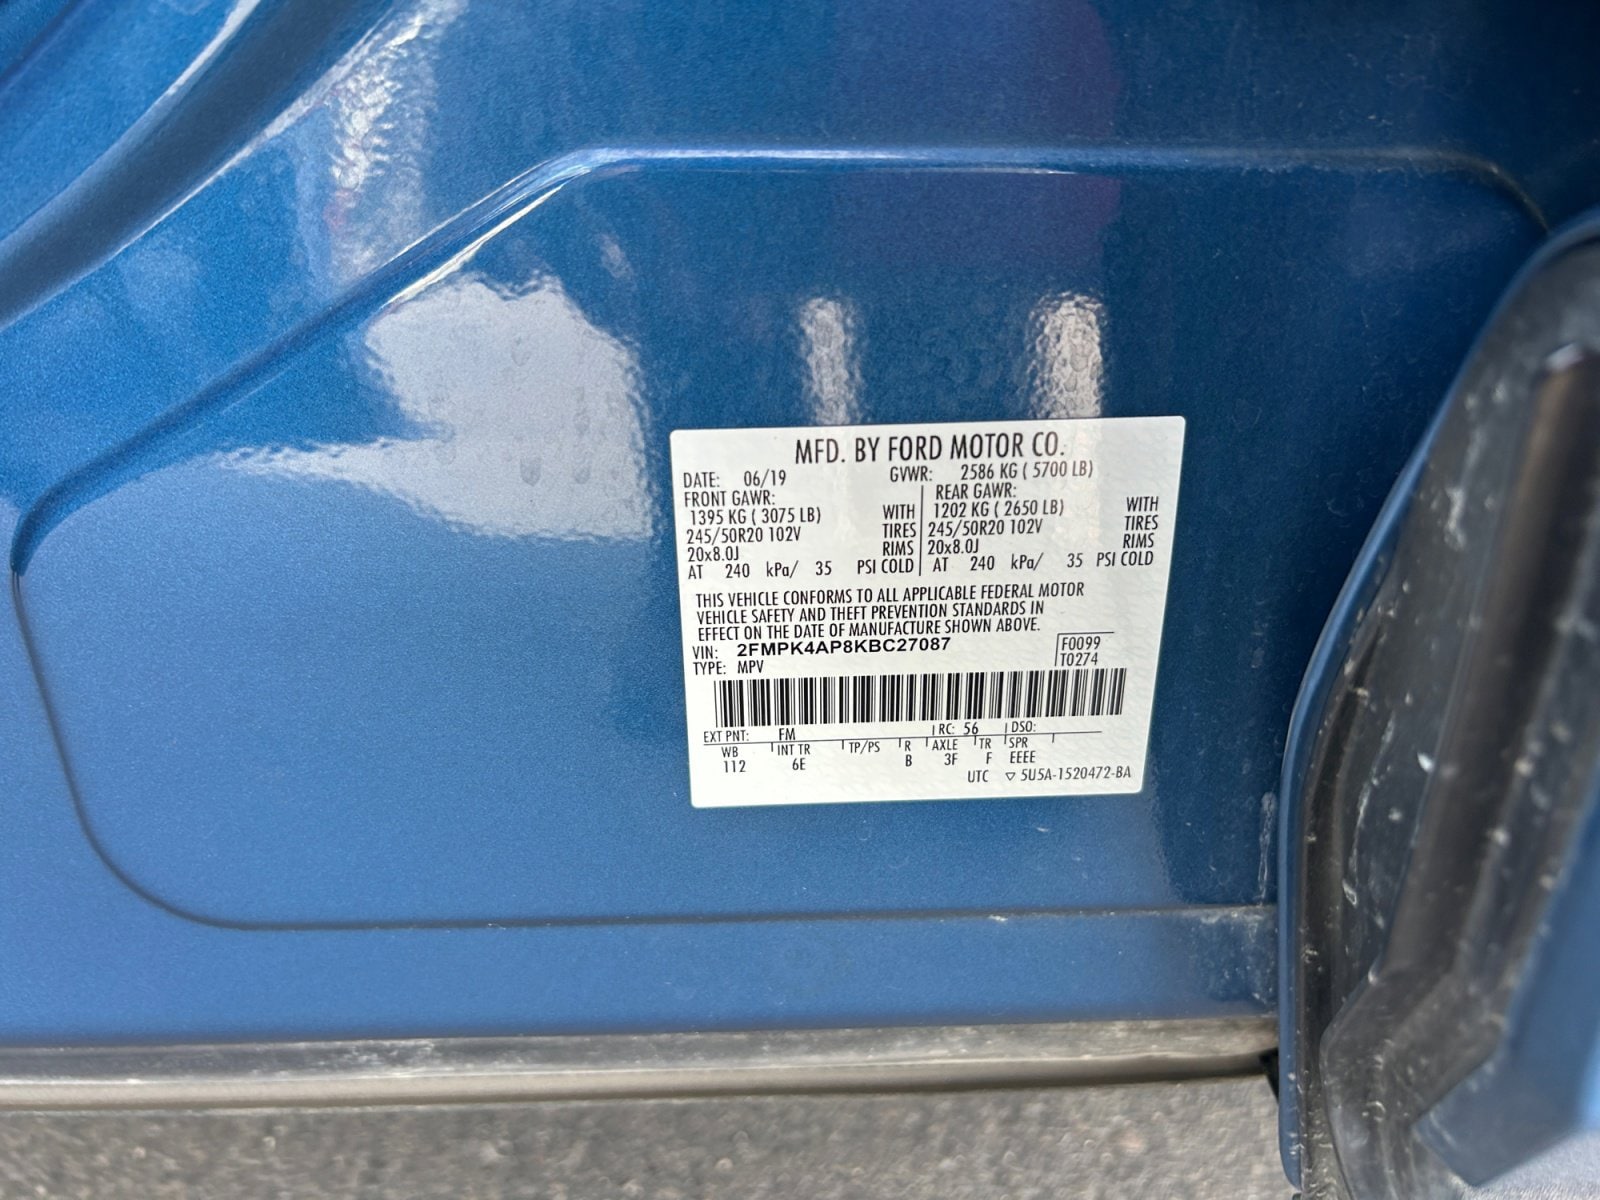 MFD. BY FORD MOTOR CO.
DATE: 06/19 GVWR: 2586 KG ( 5700 LB)
FRONT GAWR: REAR GAWR:
1395 KG ( 3075 LB) WITH 1202 KG ( 2650 LB) WITH
245/50R20 102V TIRES 245/50R20 102V TIRES
20x8.0J RIMS 20x8.0J RIMS
AT 240 kPa/ 35 PSI COLD AT 240 kPa/ 35 PSI COLD
THIS VEHICLE CONFORMS TO ALL APPLICABLE FEDERAL MOTOR
VEHICLE SAFETY AND THEFT PREVENTION STANDARDS IN
EFFECT ON THE DATE OF MANUFACTURE SHOWN ABOVE.
VIN: 2FMPK4AP8KBC27087 F0099
TYPE: MPV T0274
EXT PNT: FM RC: 56 DSO:
WB INT TR TP/PS R AXLE TR SPR
112 6E B 3F F EEEE
UTC ▽ 5U5A-1520472-BA